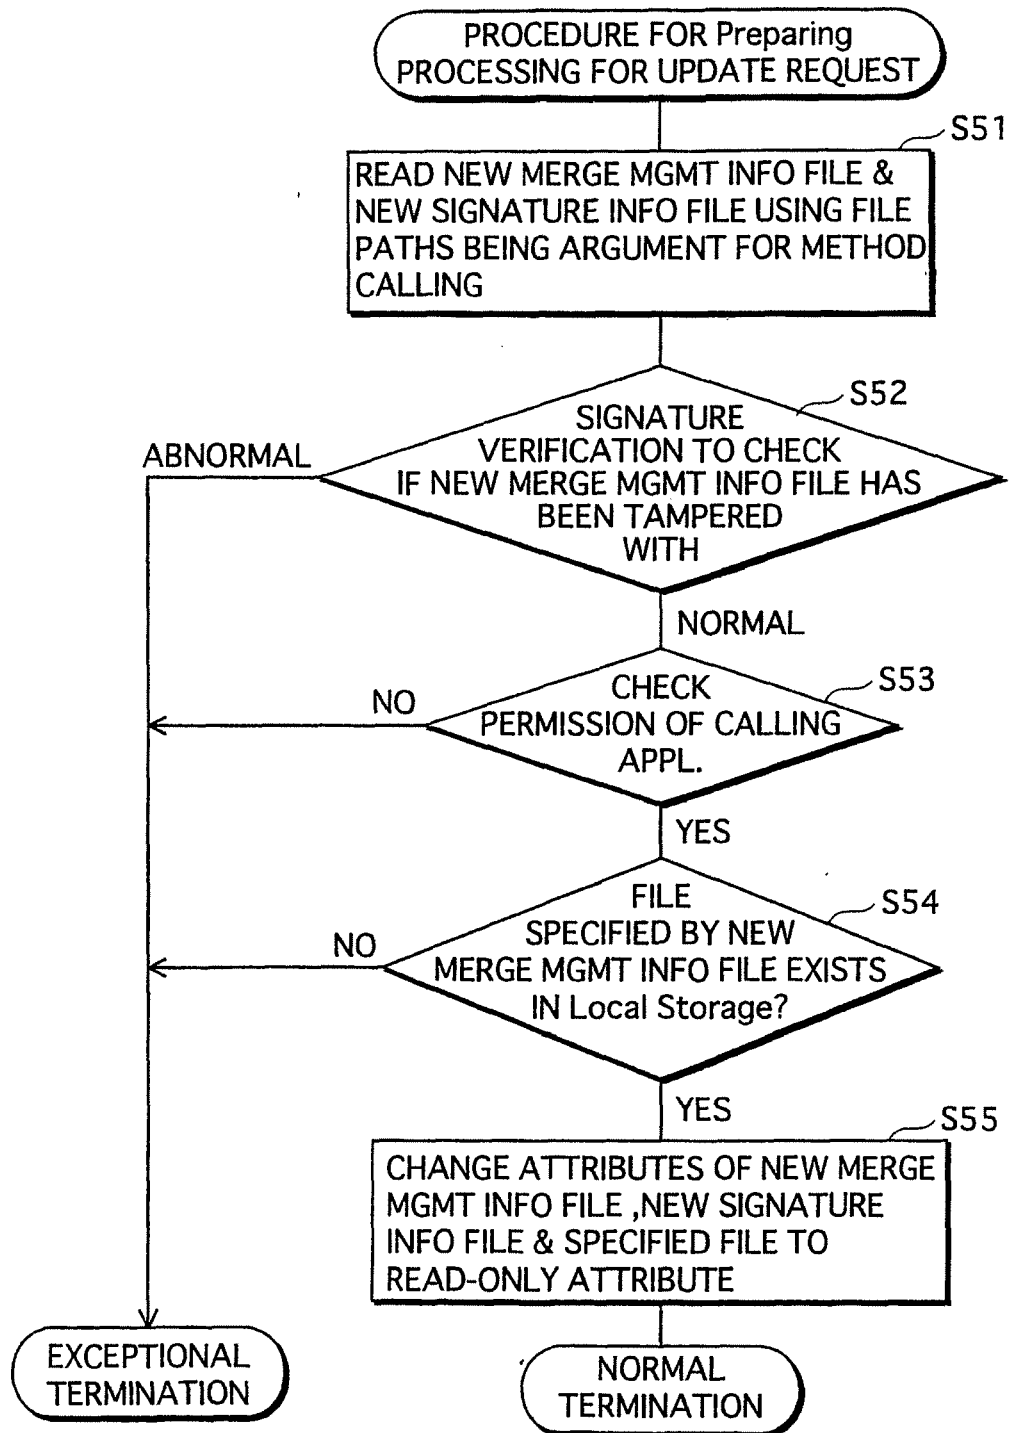 PROCEDURE FOR Preparing
PROCESSING FOR UPDATE REQUEST
S51
READ NEW MERGE MGMT INFO FILE &
NEW SIGNATURE INFO FILE USING FILE
PATHS BEING ARGUMENT FOR METHOD
CALLING
S52
SIGNATURE
VERIFICATION TO CHECK
IF NEW MERGE MGMT INFO FILE HAS
BEEN TAMPERED
WITH
ABNORMAL
NORMAL
S53
CHECK
PERMISSION OF CALLING
APPL.
NO
YES
S54
FILE
SPECIFIED BY NEW
MERGE MGMT INFO FILE EXISTS
IN Local Storage?
NO
YES
S55
CHANGE ATTRIBUTES OF NEW MERGE
MGMT INFO FILE ,NEW SIGNATURE
INFO FILE & SPECIFIED FILE TO
READ-ONLY ATTRIBUTE
EXCEPTIONAL
TERMINATION
NORMAL
TERMINATION